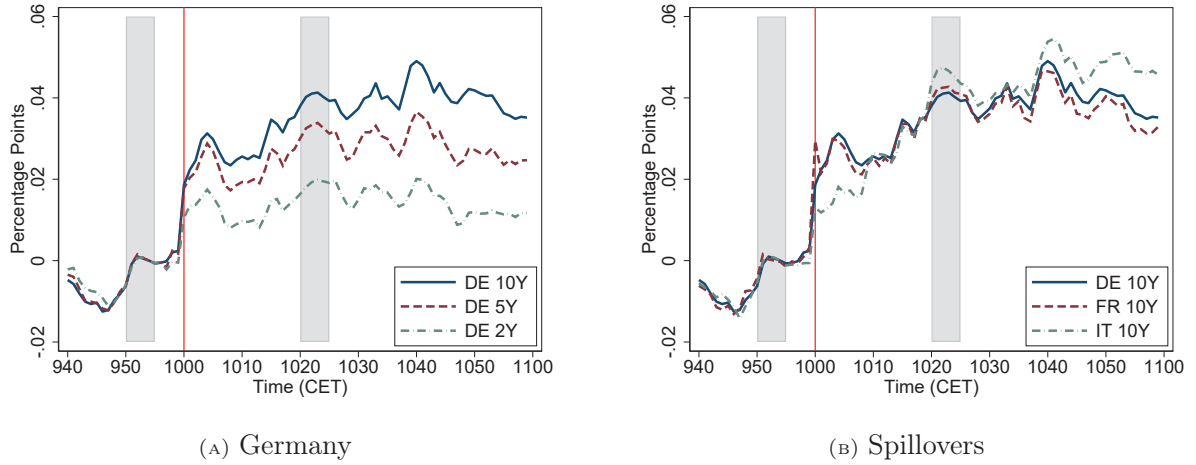 .06
.04
.02
0
-.02
Percentage Points
940 950 1000 1010 1020 1030 1040 1050 1100
Time (CET)
DE 10Y
DE 5Y
DE 2Y
(A) Germany
.06
.04
.02
0
-.02
Percentage Points
940 950 1000 1010 1020 1030 1040 1050 1100
Time (CET)
DE 10Y
FR 10Y
IT 10Y
(B) Spillovers